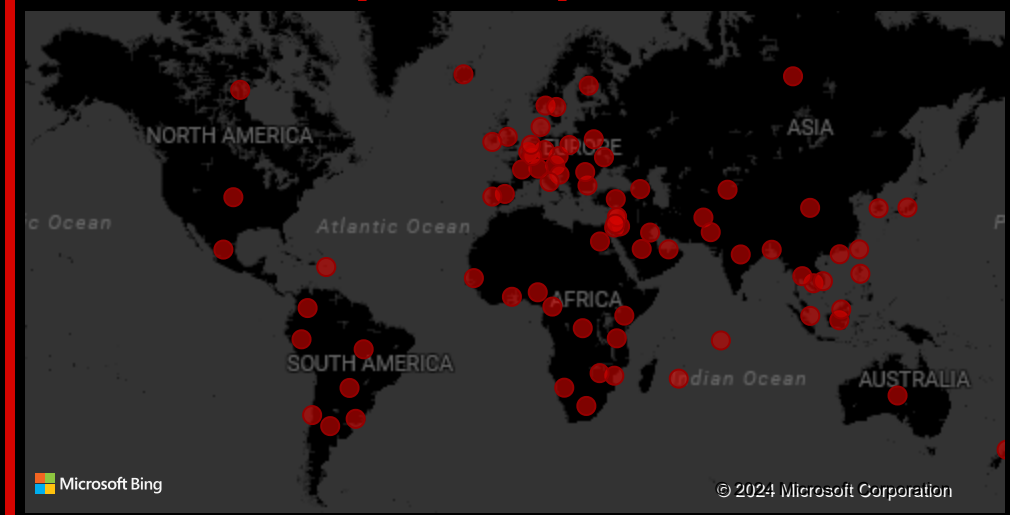 NORTH AMERICA
EUROPE
ASIA
c Ocean
Atlantic Ocean
P
AFRICA
SOUTH AMERICA
Indian Ocean
AUSTRALIA
Microsoft Bing
© 2024 Microsoft Corporation